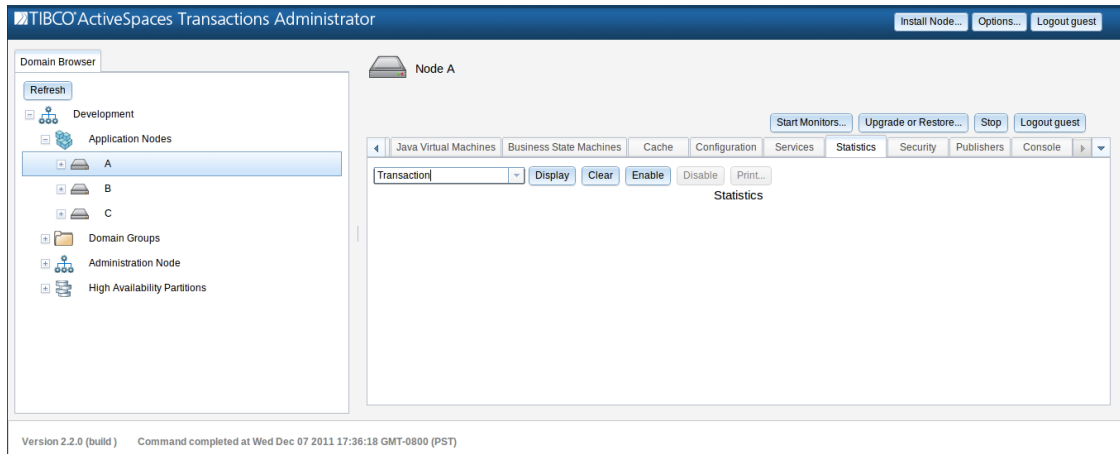 TIBCO® ActiveSpaces Transactions Administrator
Install Node... Options... Logout guest
Domain Browser
Refresh
Development
Application Nodes
A
B
C
Domain Groups
Administration Node
High Availability Partitions
Node A
Start Monitors... Upgrade or Restore... Stop Logout guest
Java Virtual Machines Business State Machines Cache Configuration Services Statistics Security Publishers Console
Transaction Display Clear Enable Disable Print...
Statistics
Version 2.2.0 (build ) Command completed at Wed Dec 07 2011 17:36:18 GMT-0800 (PST)